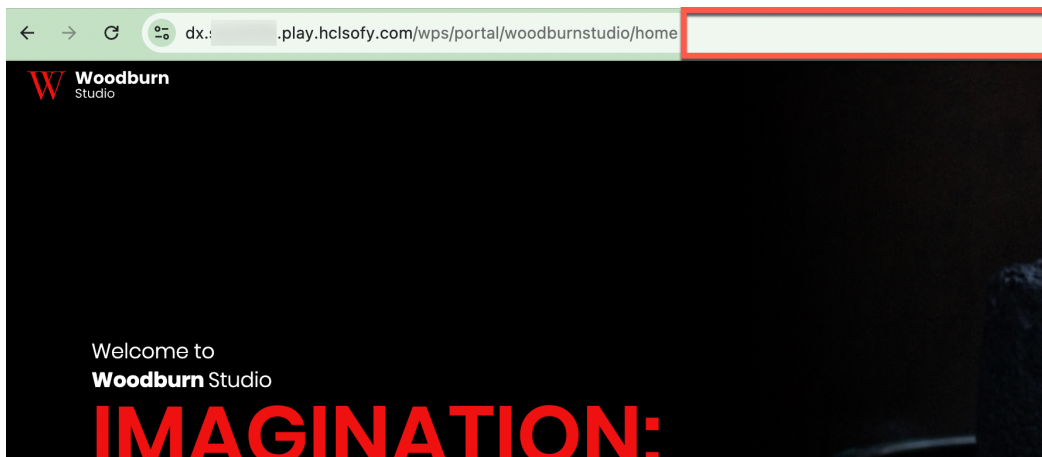 dx.s .play.hclsofy.com/wps/portal/woodburnstudio/home
W Woodburn
Studio
Welcome to
Woodburn Studio
IMAGINATION: